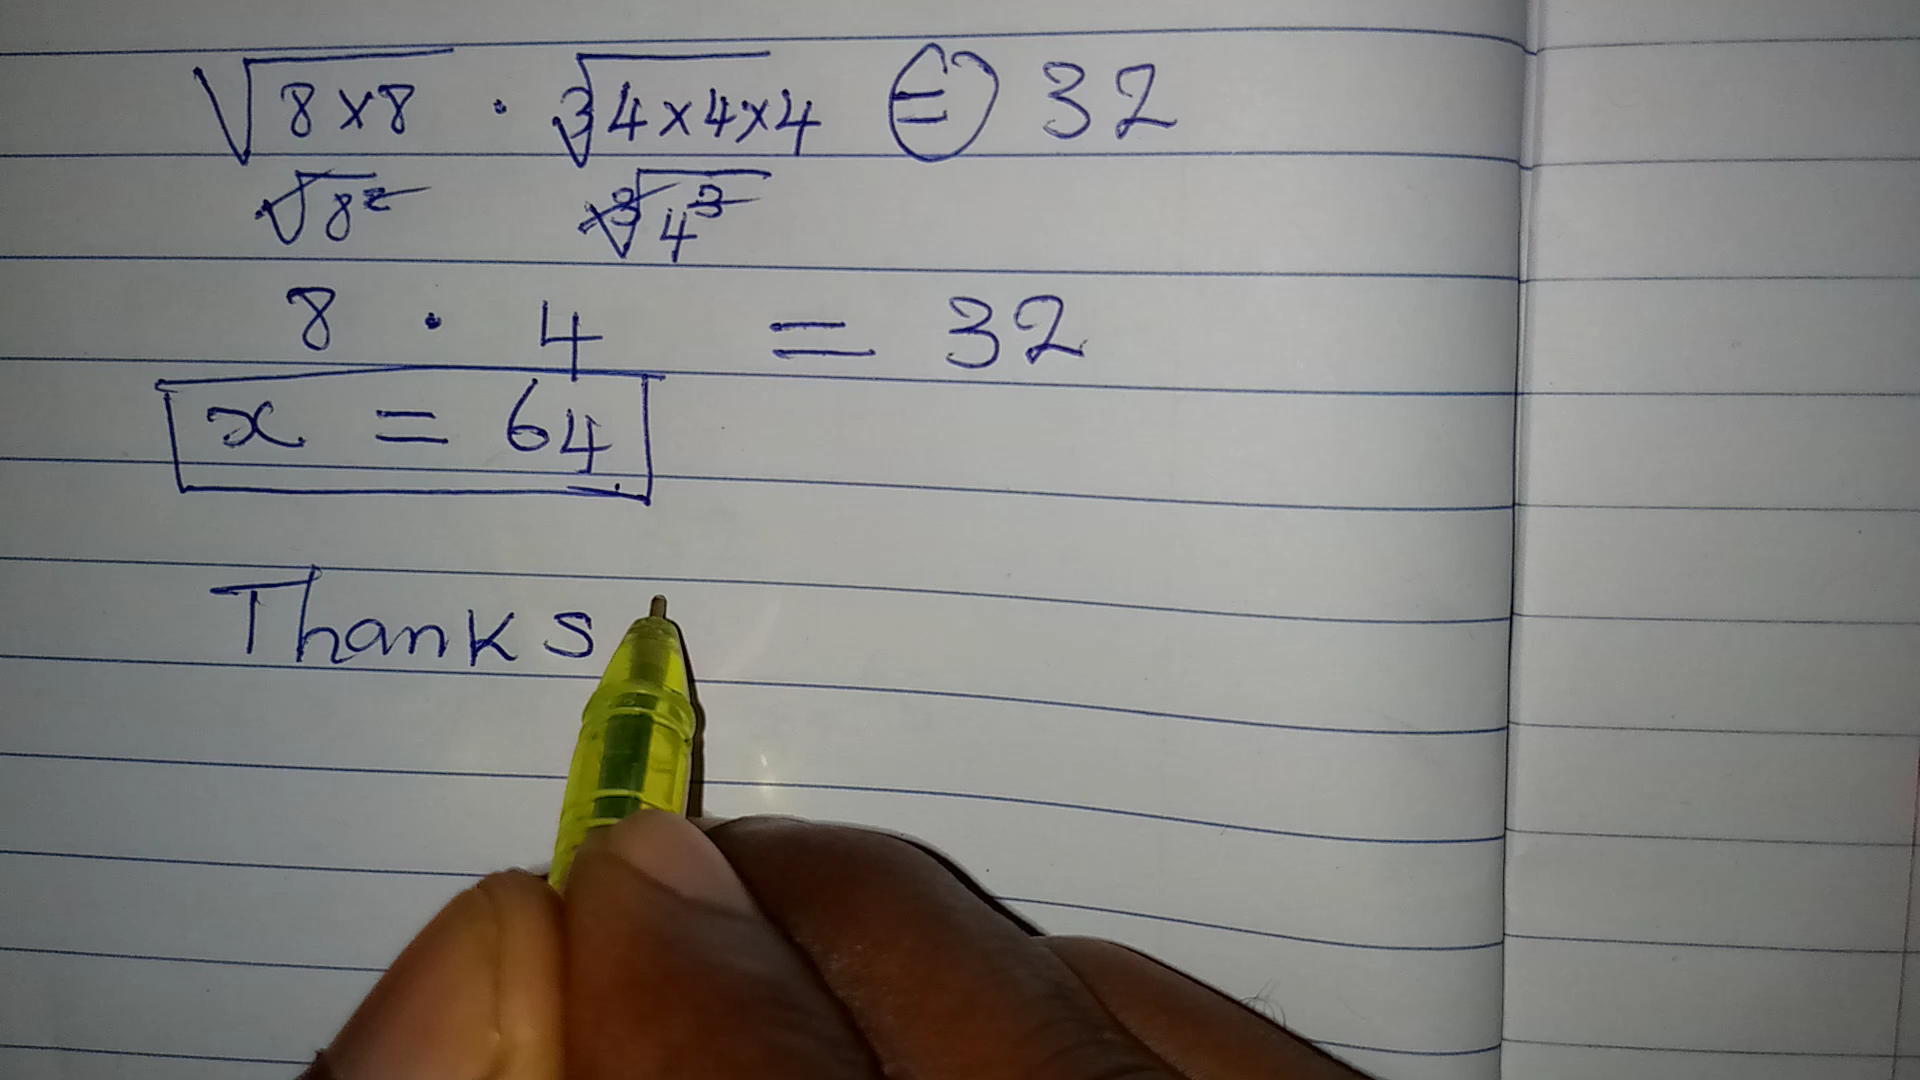 √8×8 · ∛4×4×4 = 32
√8² ∛4³
8 · 4 = 32
x = 64
Thanks